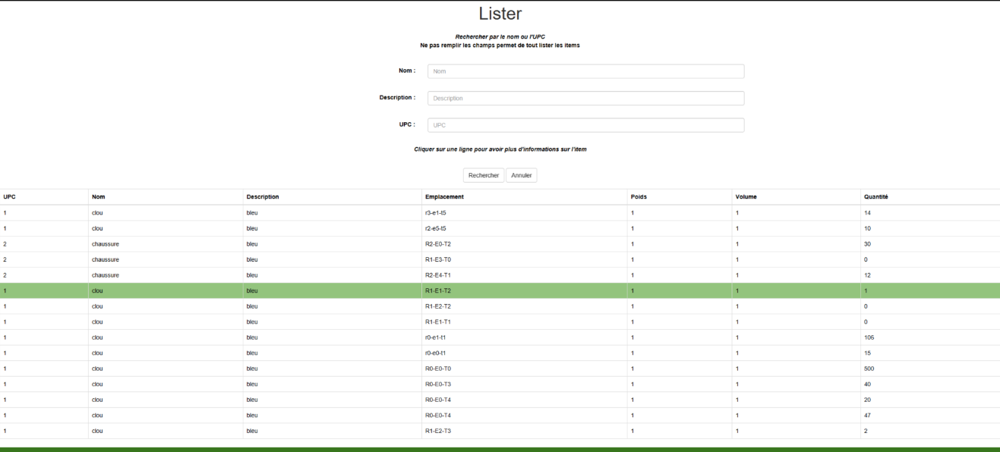 Lister
Rechercher par le nom ou l'UPC
Ne pas remplir les champs permet de tout lister les items
Nom : Nom
Description : Description
UPC : UPC
Cliquer sur une ligne pour avoir plus d'informations sur l'item
Rechercher Annuler
UPC Nom Description Emplacement Poids Volume Quantité
1 clou bleu r3-e1-t5 1 1 14
1 clou bleu r2-e5-t5 1 1 10
2 chaussure bleu R2-E0-T2 1 1 30
2 chaussure bleu R1-E3-T0 1 1 0
2 chaussure bleu R2-E4-T1 1 1 12
1 clou bleu R1-E1-T2 1 1 1
1 clou bleu R1-E2-T2 1 1 0
1 clou bleu R1-E1-T1 1 1 0
1 clou bleu r0-e1-t1 1 1 106
1 clou bleu r0-e0-t1 1 1 15
1 clou bleu R0-E0-T0 1 1 500
1 clou bleu R0-E0-T3 1 1 40
1 clou bleu R0-E0-T4 1 1 20
1 clou bleu R0-E0-T4 1 1 47
1 clou bleu R1-E2-T3 1 1 2